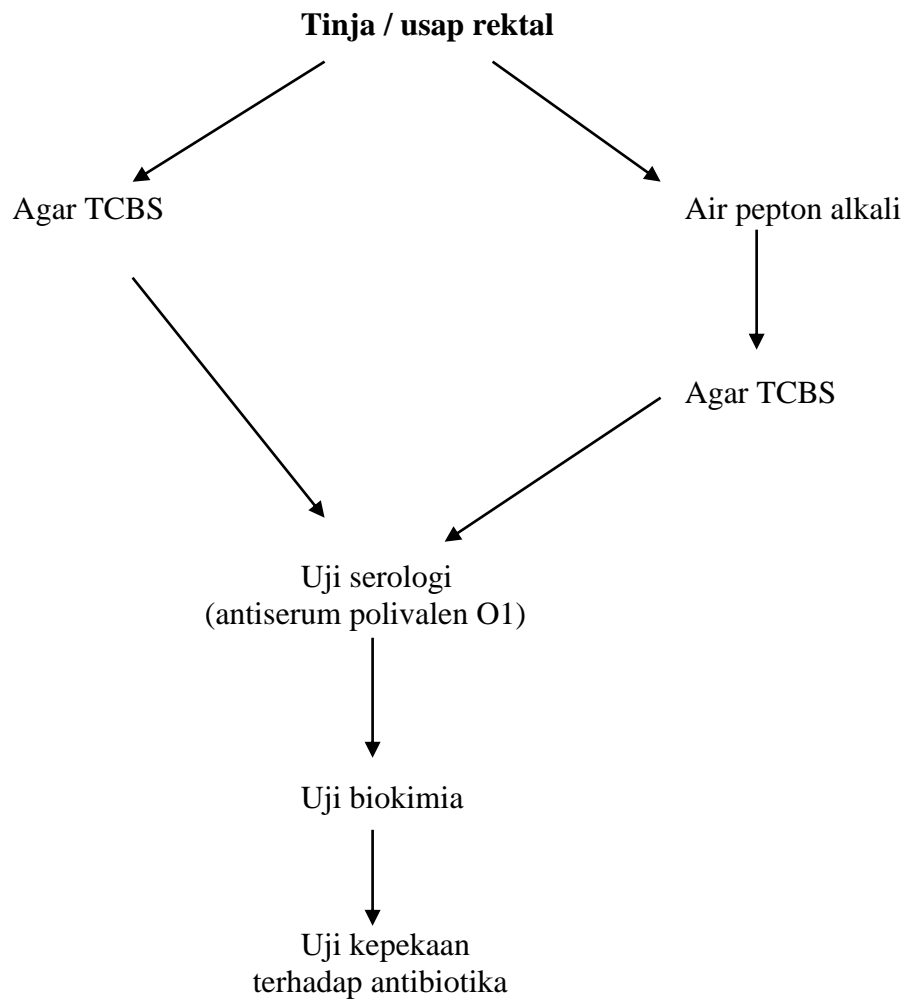 Tinja / usap rektal
Agar TCBS
Air pepton alkali
Agar TCBS
Uji serologi
(antiserum polivalen O1)
Uji biokimia
Uji kepekaan
terhadap antibiotika